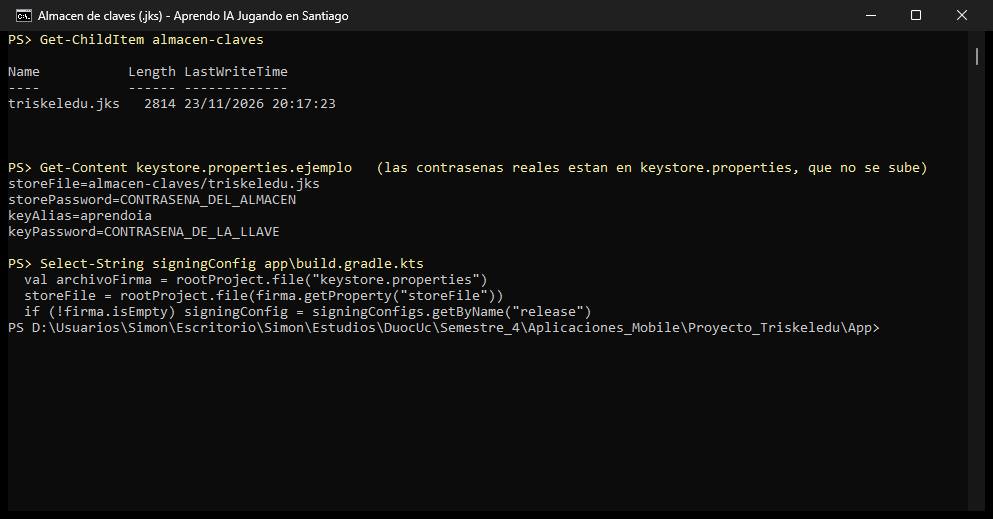 Almacen de claves (.jks) - Aprendo IA Jugando en Santiago
PS> Get-ChildItem almacen-claves
Name           Length LastWriteTime
----           ------ -------------
triskeledu.jks   2814 23/11/2026 20:17:23
PS> Get-Content keystore.properties.ejemplo   (las contrasenas reales estan en keystore.properties, que no se sube)
storeFile=almacen-claves/triskeledu.jks
storePassword=CONTRASENA_DEL_ALMACEN
keyAlias=aprendoia
keyPassword=CONTRASENA_DE_LA_LLAVE
PS> Select-String signingConfig app\build.gradle.kts
  val archivoFirma = rootProject.file("keystore.properties")
  storeFile = rootProject.file(firma.getProperty("storeFile"))
  if (!firma.isEmpty) signingConfig = signingConfigs.getByName("release")
PS D:\Usuarios\Simon\Escritorio\Simon\Estudios\DuocUc\Semestre_4\Aplicaciones_Mobile\Proyecto_Triskeledu\App>